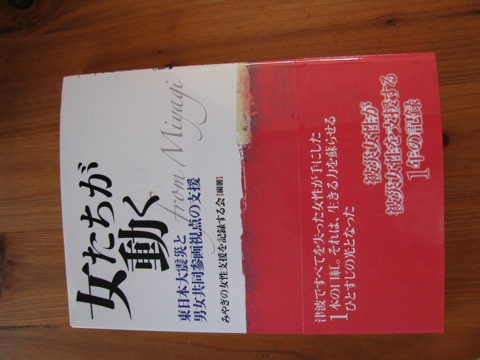 女たちが
動く
from Miyagi
東日本大震災と
男女共同参画視点の支援
みやぎの女性支援を記録する会[編著]
被災女性が
被災女性を支援する
1年の記録
津波ですべてを失った女性が手にした
1本の口紅。それは、生きる力を蘇らせる
ひとすじの光となった